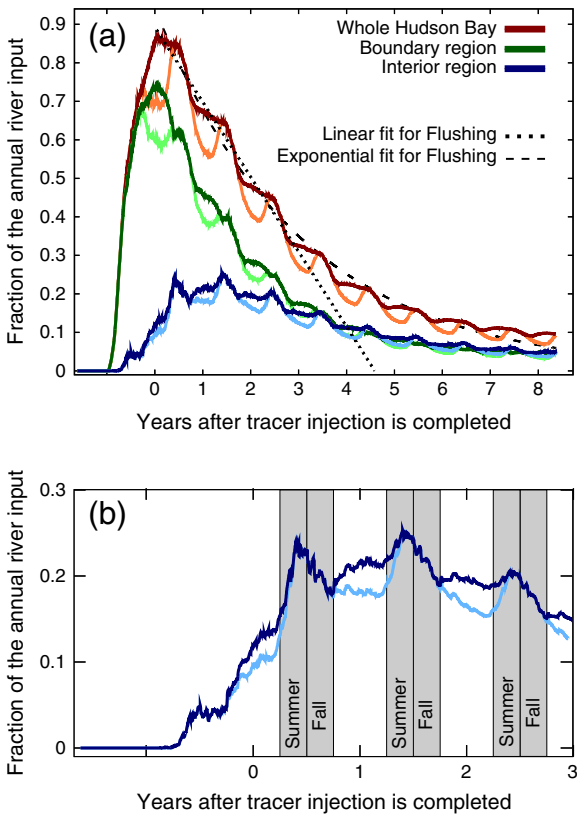 (a)
Whole Hudson Bay
Boundary region
Interior region
Linear fit for Flushing
Exponential fit for Flushing
Fraction of the annual river input
0.9
0.8
0.7
0.6
0.5
0.4
0.3
0.2
0.1
0
0 1 2 3 4 5 6 7 8
Years after tracer injection is completed
(b)
Fraction of the annual river input
0.3
0.2
0.1
0
Summer
Fall
Summer
Fall
Summer
Fall
0 1 2 3
Years after tracer injection is completed